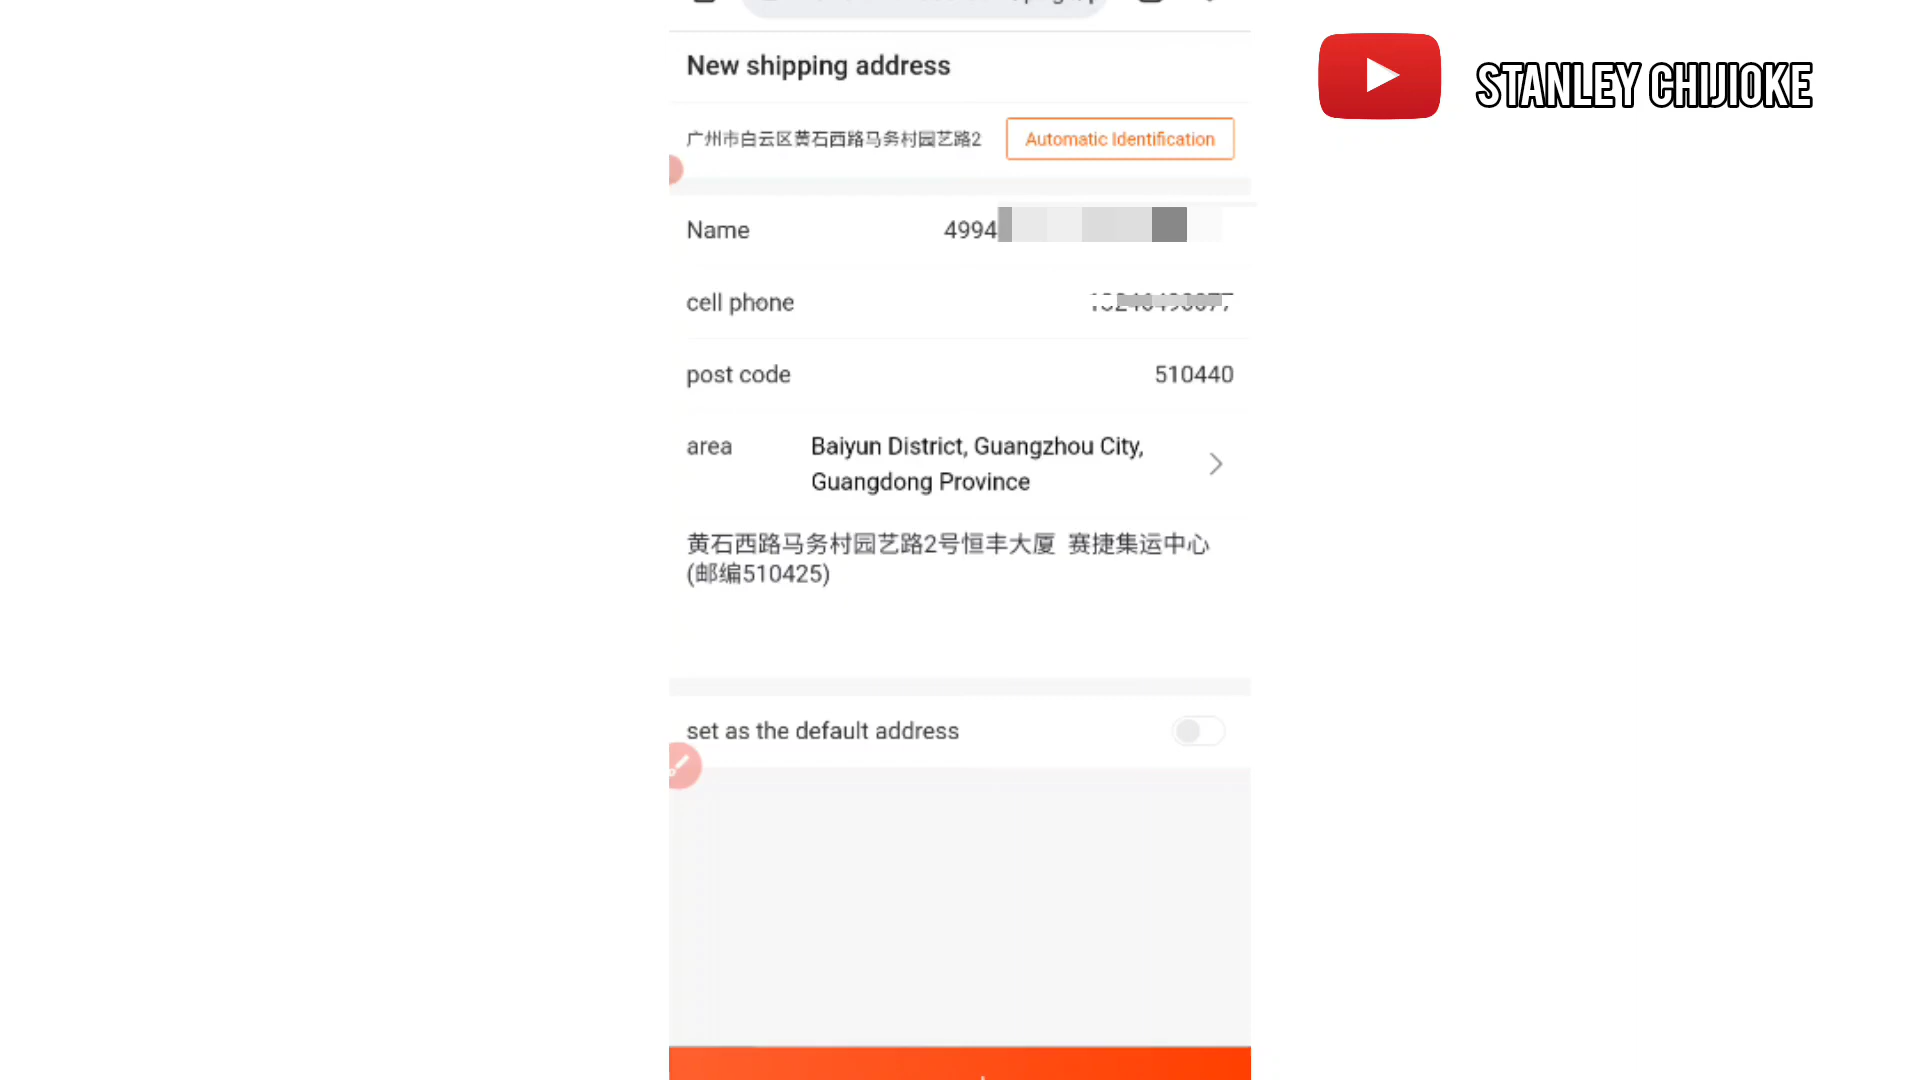 New shipping address
STANLEY CHIJIOKE
广州市白云区黄石西路马务村园艺路2
Automatic Identification
Name 4994
cell phone
post code 510440
area Baiyun District, Guangzhou City,
Guangdong Province
黄石西路马务村园艺路2号恒丰大厦 赛捷集运中心
(邮编510425)
set as the default address